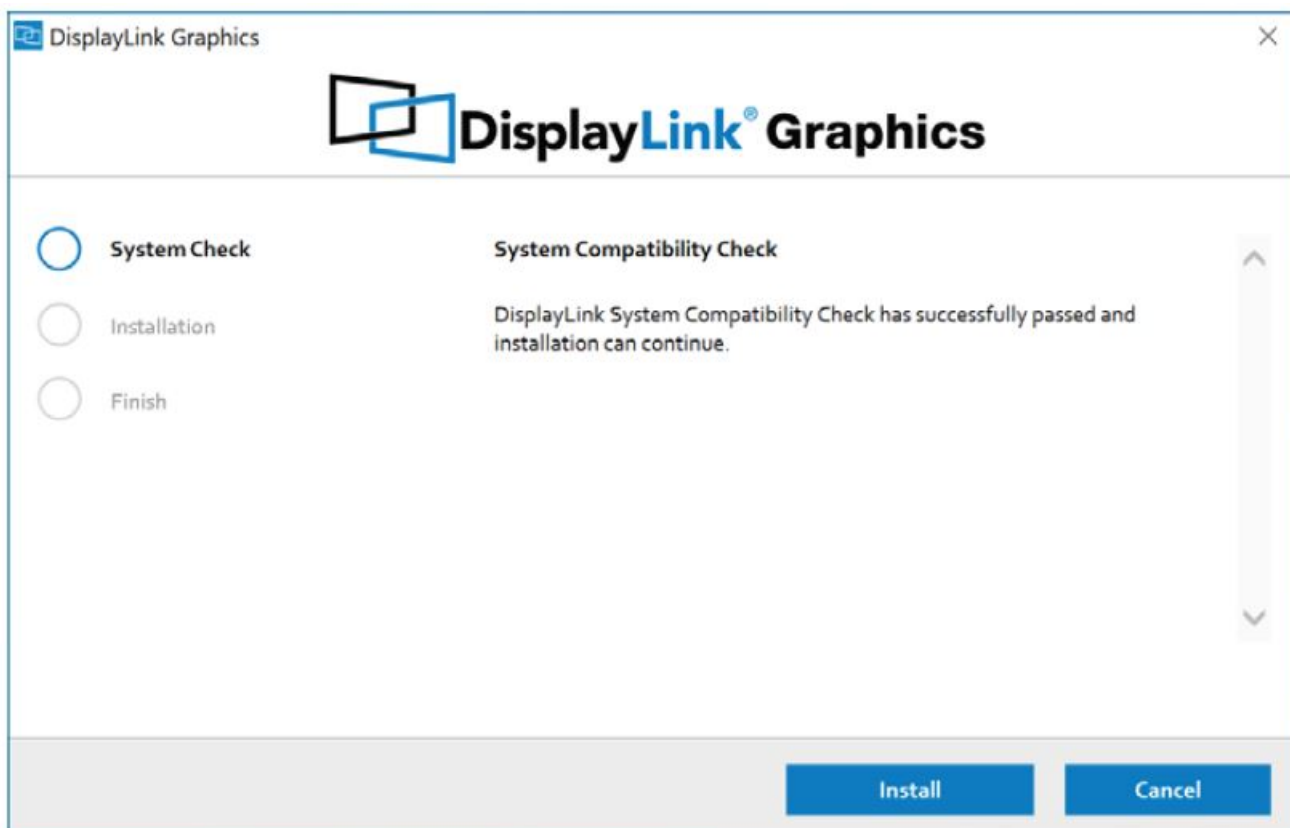 DisplayLink Graphics
DisplayLink® Graphics
System Check
Installation
Finish
System Compatibility Check
DisplayLink System Compatibility Check has successfully passed and
installation can continue.
Install
Cancel